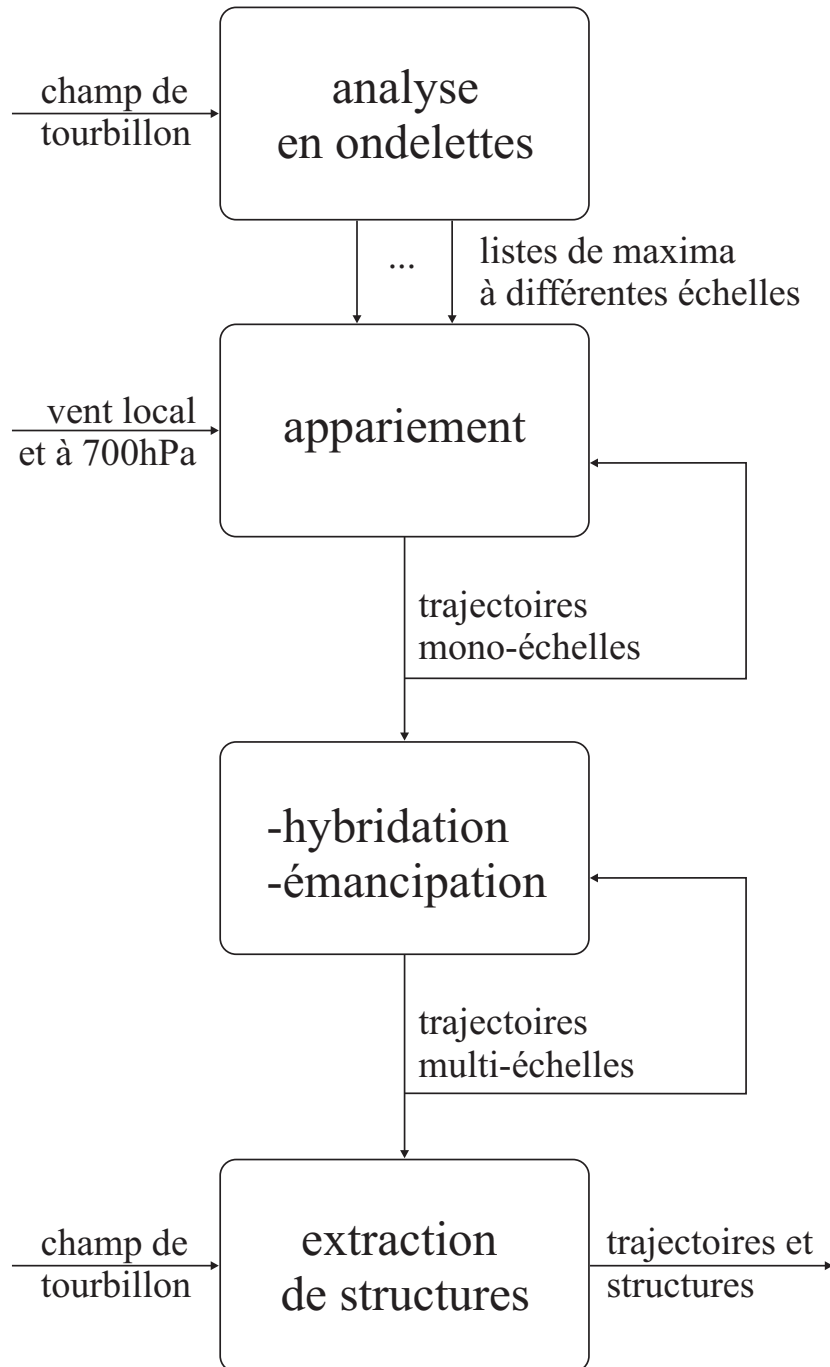 champ de
tourbillon
analyse
en ondelettes
...
listes de maxima
à différentes échelles
vent local
et à 700hPa
appariement
trajectoires
mono-échelles
-hybridation
-émancipation
trajectoires
multi-échelles
champ de
tourbillon
extraction
de structures
trajectoires et
structures